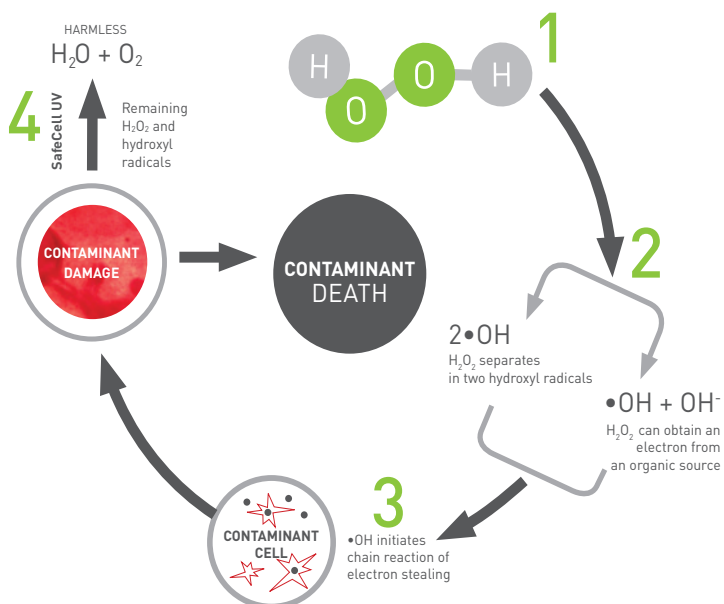 1
H
O
O
H
2
2•OH
H₂O₂ separates
in two hydroxyl radicals
•OH + OH⁻
H₂O₂ can obtain an
electron from
an organic source
3
•OH initiates
chain reaction of
electron stealing
CONTAMINANT
CELL
CONTAMINANT
DAMAGE
CONTAMINANT
DEATH
4
SafeCell UV
Remaining
H₂O₂ and
hydroxyl
radicals
HARMLESS
H₂O + O₂